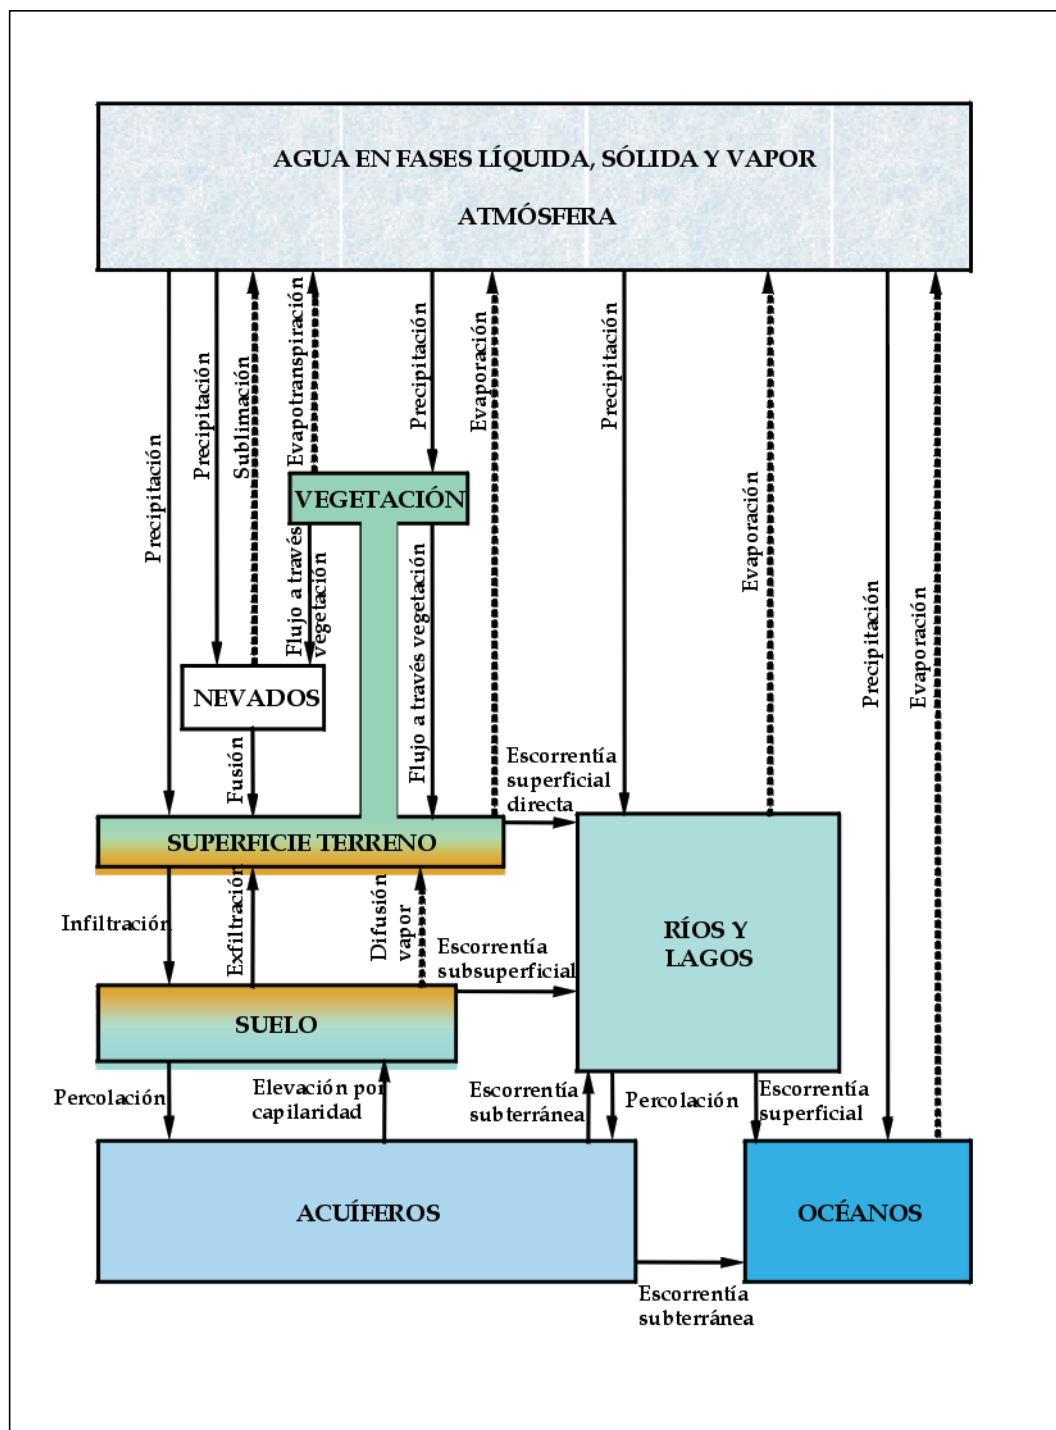 AGUA EN FASES LÍQUIDA, SÓLIDA Y VAPOR
ATMÓSFERA
Precipitación
Precipitación
Sublimación
Evapotranspiración
Precipitación
Evaporación
Precipitación
Evaporación
Precipitación
Evaporación
VEGETACIÓN
Flujo a través
vegetación
Flujo a través vegetación
NEVADOS
Fusión
Escorrentía
superficial
directa
SUPERFICIE TERRENO
Infiltración
Exfiltración
Difusión
vapor
Escorrentía
subsuperficial
RÍOS Y
LAGOS
SUELO
Percolación
Elevación por
capilaridad
Escorrentía
subterránea
Percolación
Escorrentía
superficial
ACUÍFEROS
OCÉANOS
Escorrentía
subterránea